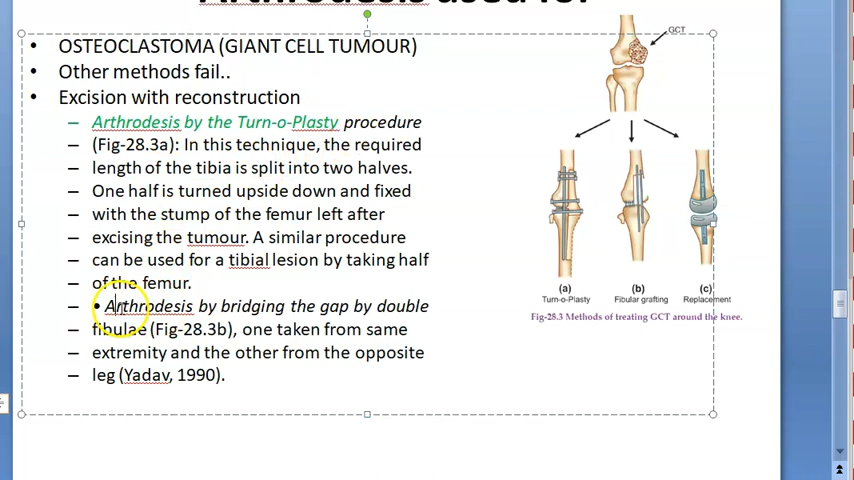 Arthrodesis used for
• OSTEOCLASTOMA (GIANT CELL TUMOUR)
• Other methods fail..
• Excision with reconstruction
– Arthrodesis by the Turn-o-Plasty procedure
– (Fig-28.3a): In this technique, the required
– length of the tibia is split into two halves.
– One half is turned upside down and fixed
– with the stump of the femur left after
– excising the tumour. A similar procedure
– can be used for a tibial lesion by taking half
– of the femur.
– • Arthrodesis by bridging the gap by double
– fibulae (Fig-28.3b), one taken from same
– extremity and the other from the opposite
– leg (Yadav, 1990).
GCT
(a) (b) (c)
Turn-o-Plasty Fibular grafting Replacement
Fig-28.3 Methods of treating GCT around the knee.